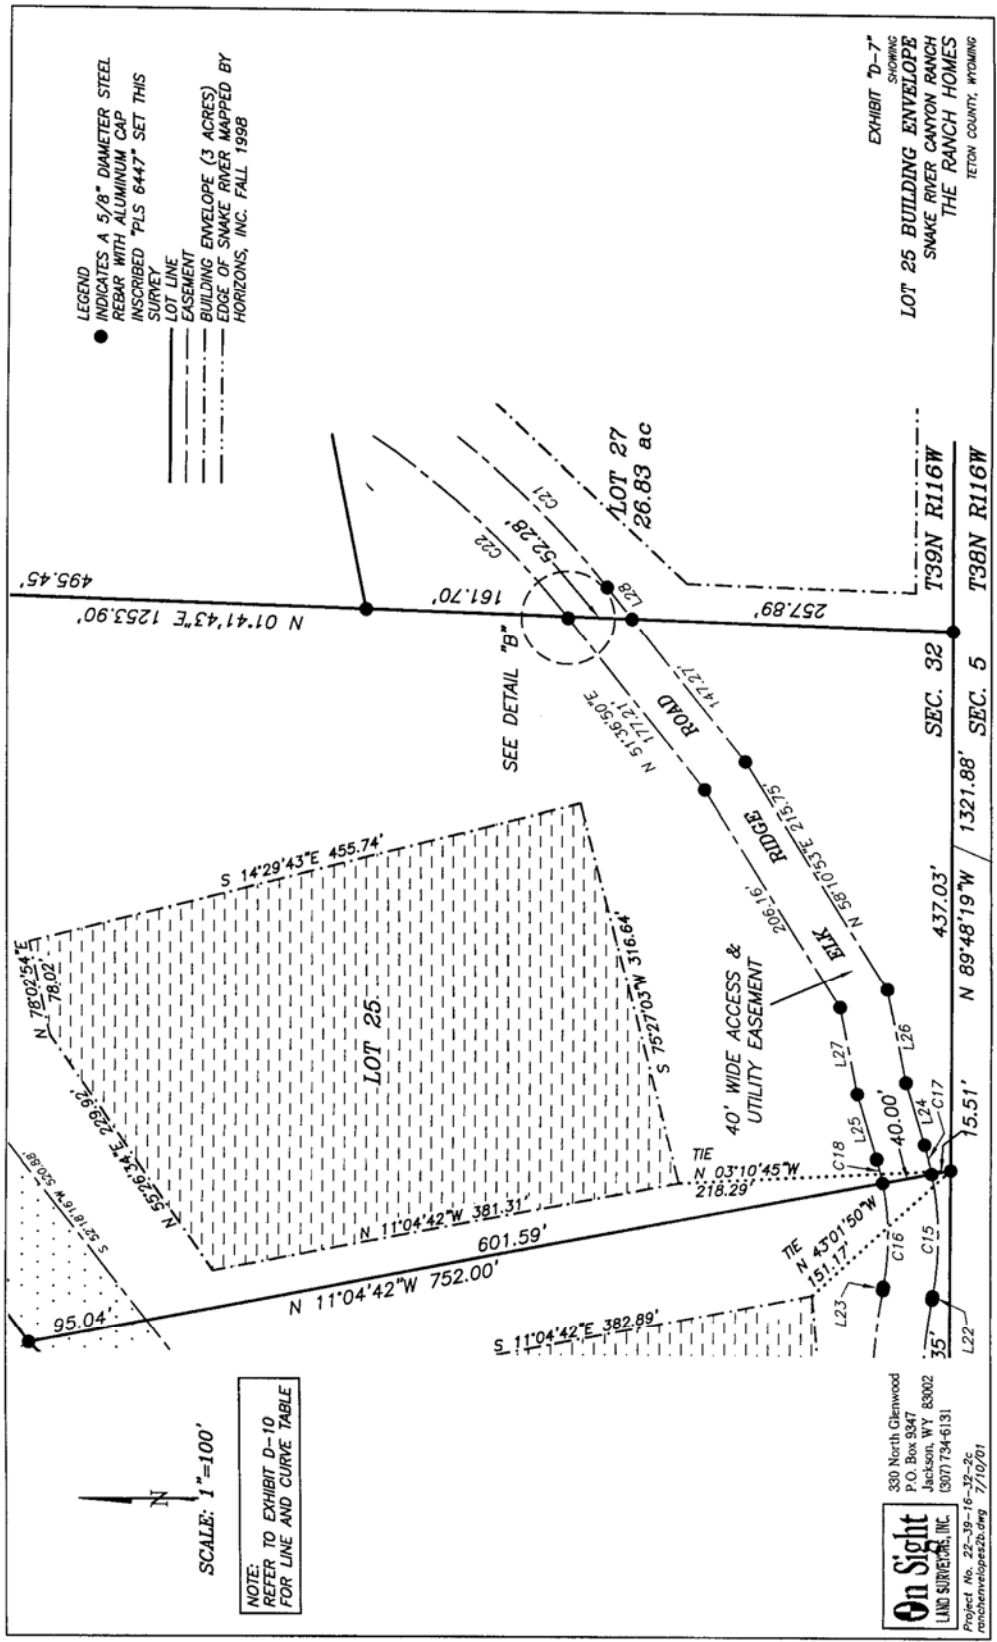 LEGEND
INDICATES A 5/8" DIAMETER STEEL
REBAR WITH ALUMINUM CAP
INSCRIBED "PLS 6447" SET THIS
SURVEY
LOT LINE
EASEMENT
BUILDING ENVELOPE (3 ACRES)
EDGE OF SNAKE RIVER MAPPED BY
HORIZONS, INC. FALL 1998
N
SCALE: 1"=100'
NOTE:
REFER TO EXHIBIT D-10
FOR LINE AND CURVE TABLE
95.04'
S 52°18'16"W 520.88'
N 78°02'54"E
78.02'
N 55°26'34"E 229.92'
S 14°29'43"E 455.74'
LOT 25
S 75°27'03"W 316.64'
N 11°04'42"W 381.31'
601.59'
N 11°04'42"W 752.00'
S 11°04'42"E 382.89'
TIE
N 03°10'45"W
218.29'
TIE
N 43°01'50"W
151.17'
495.45'
N 01°41'43"E 1253.90'
161.70'
SEE DETAIL "B"
52.28'
C22
C21
LOT 27
26.83 ac
L28
257.89'
N 51°36'50"E
177.21'
147.27'
206.16'
N 58°10'53"E 215.75'
ELK RIDGE ROAD
40' WIDE ACCESS &
UTILITY EASEMENT
L27
L25
C18
L26
L24
C17
40.00'
15.51'
C16
C15
L23
L22
35'
437.03'
N 89°48'19"W 1321.88'
SEC. 32 T39N R116W
SEC. 5 T38N R116W
On Sight
LAND SURVEYORS, INC.
330 North Glenwood
P.O. Box 9347
Jackson, WY 83002
(307) 734-6131
Project No. 22-39-16-32-2c
ranchenvelopes2b.dwg 7/10/01
EXHIBIT "D-7"
SHOWING
LOT 25 BUILDING ENVELOPE
SNAKE RIVER CANYON RANCH
THE RANCH HOMES
TETON COUNTY, WYOMING